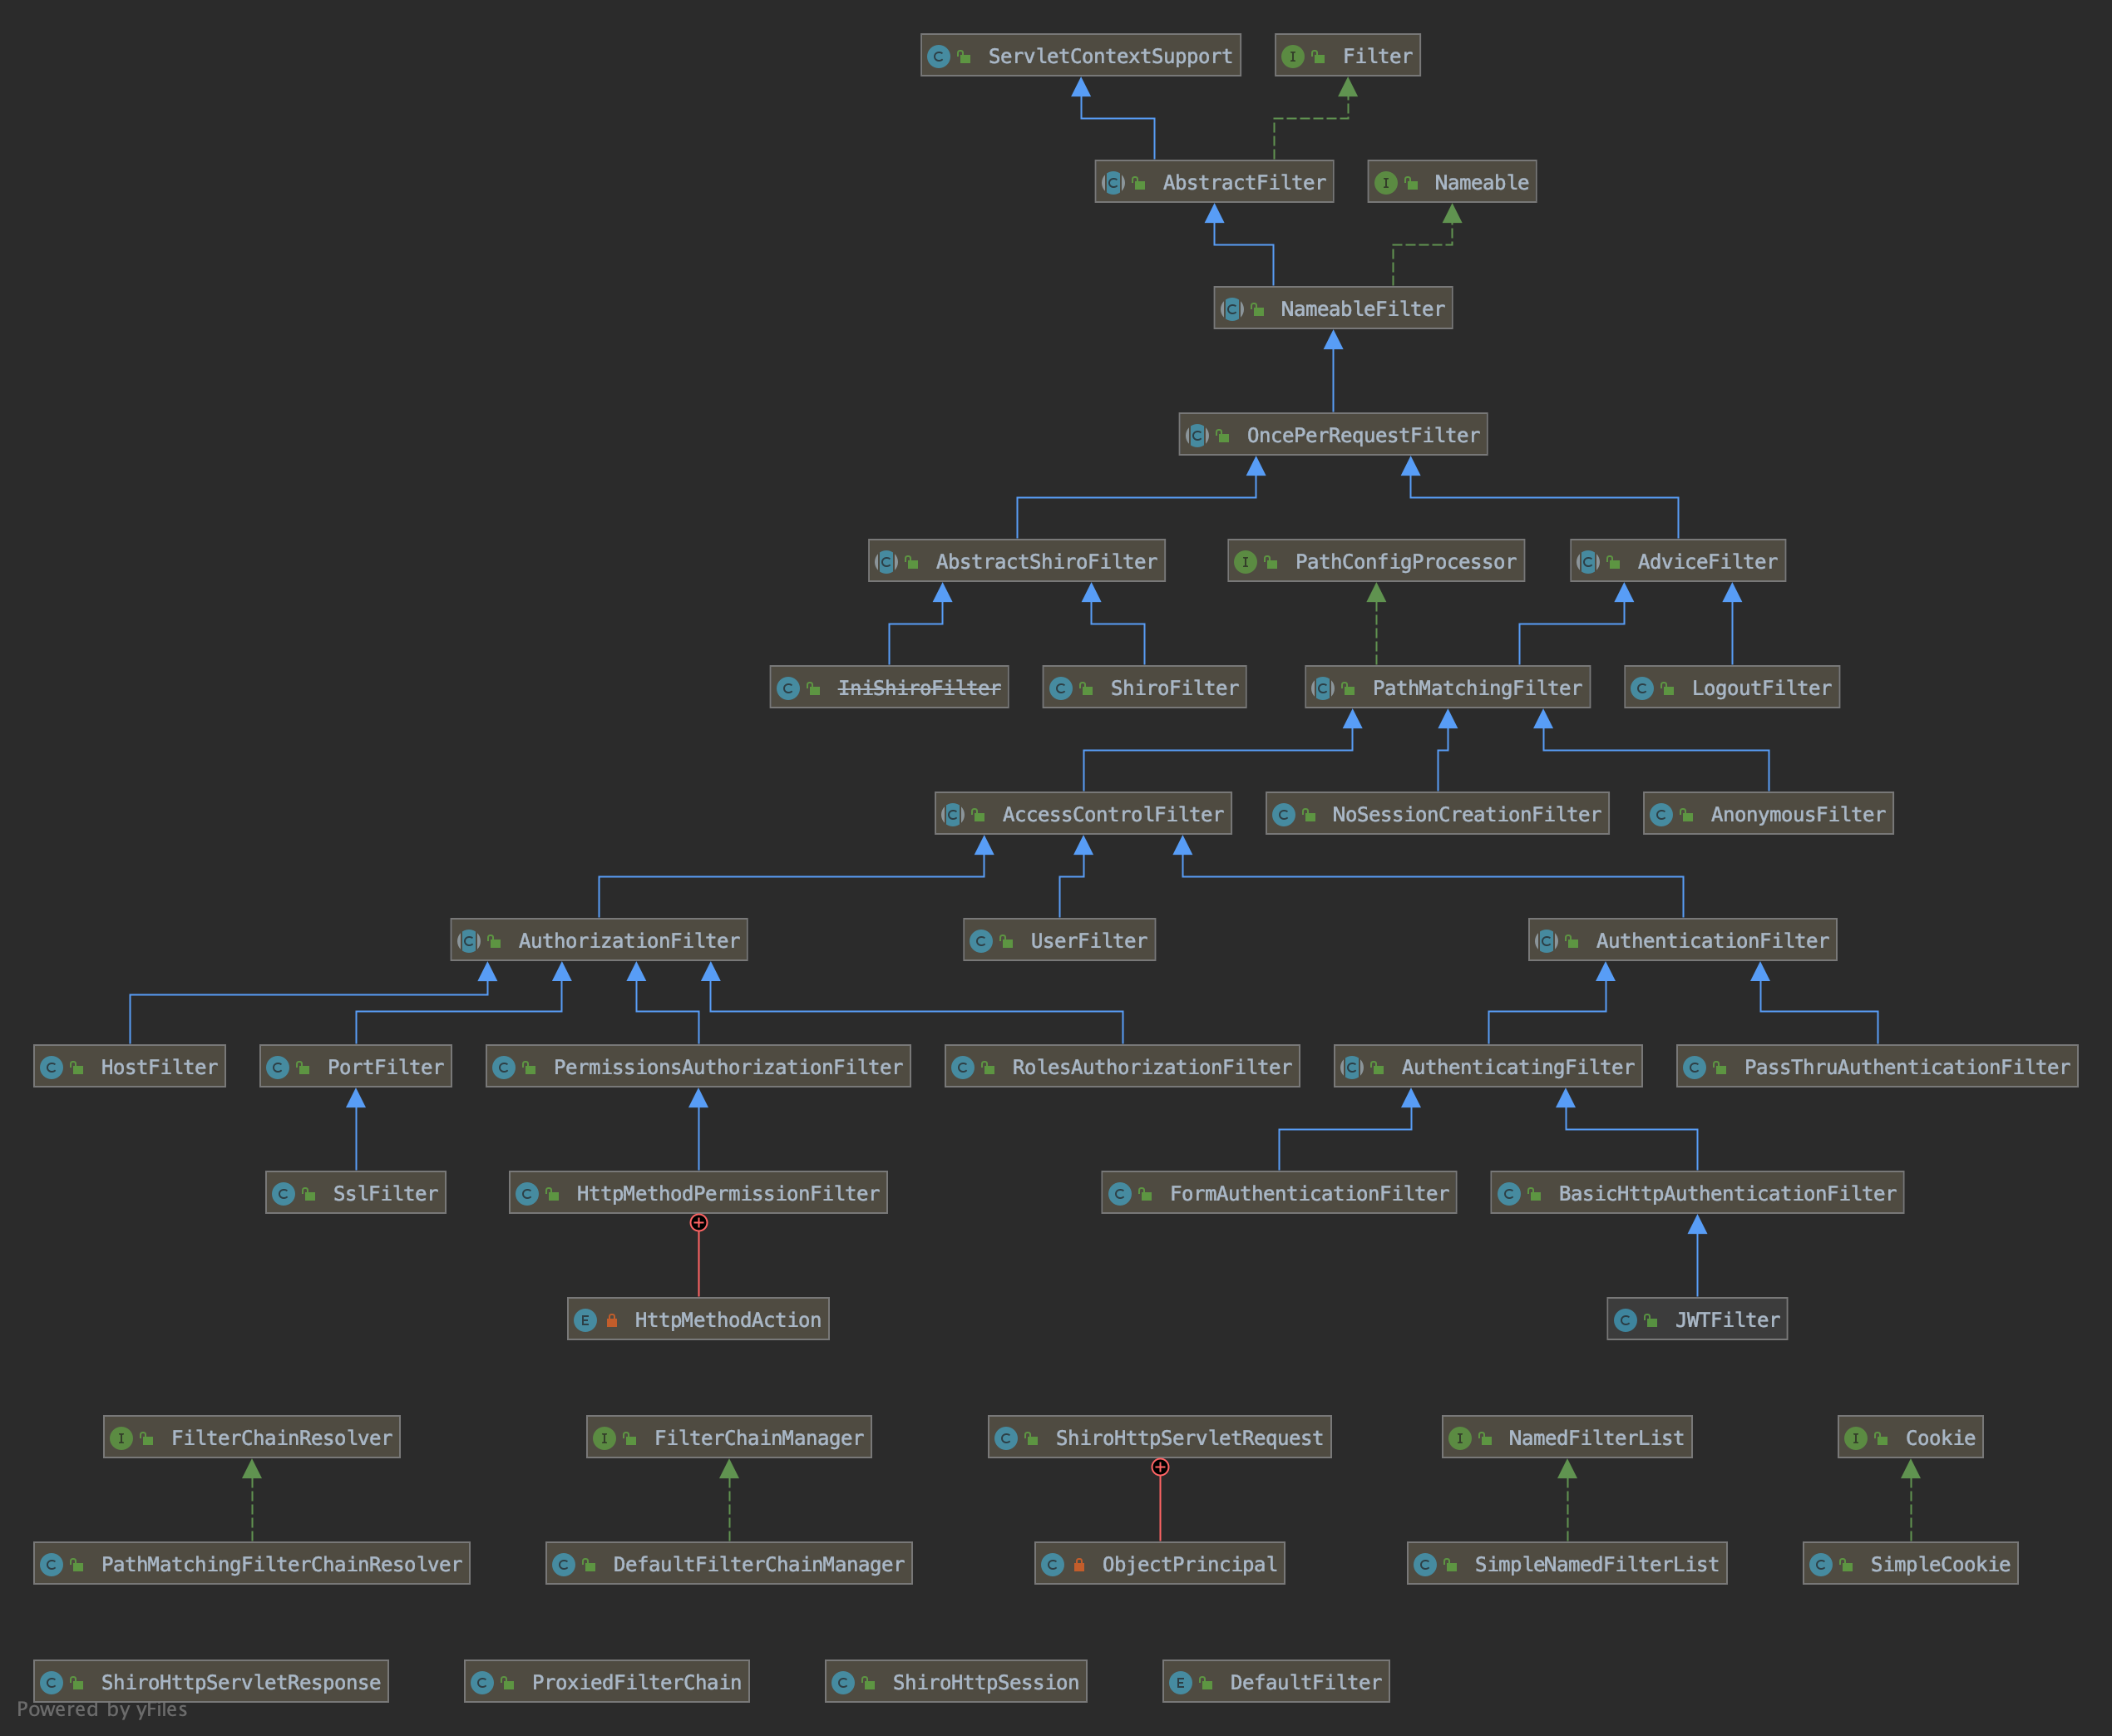 ServletContextSupport
Filter
AbstractFilter
Nameable
NameableFilter
OncePerRequestFilter
AbstractShiroFilter
PathConfigProcessor
AdviceFilter
IniShiroFilter
ShiroFilter
PathMatchingFilter
LogoutFilter
AccessControlFilter
NoSessionCreationFilter
AnonymousFilter
AuthorizationFilter
UserFilter
AuthenticationFilter
HostFilter
PortFilter
PermissionsAuthorizationFilter
RolesAuthorizationFilter
AuthenticatingFilter
PassThruAuthenticationFilter
SslFilter
HttpMethodPermissionFilter
FormAuthenticationFilter
BasicHttpAuthenticationFilter
HttpMethodAction
JWTFilter
FilterChainResolver
FilterChainManager
ShiroHttpServletRequest
NamedFilterList
Cookie
PathMatchingFilterChainResolver
DefaultFilterChainManager
ObjectPrincipal
SimpleNamedFilterList
SimpleCookie
ShiroHttpServletResponse
ProxiedFilterChain
ShiroHttpSession
DefaultFilter
Powered by yFiles